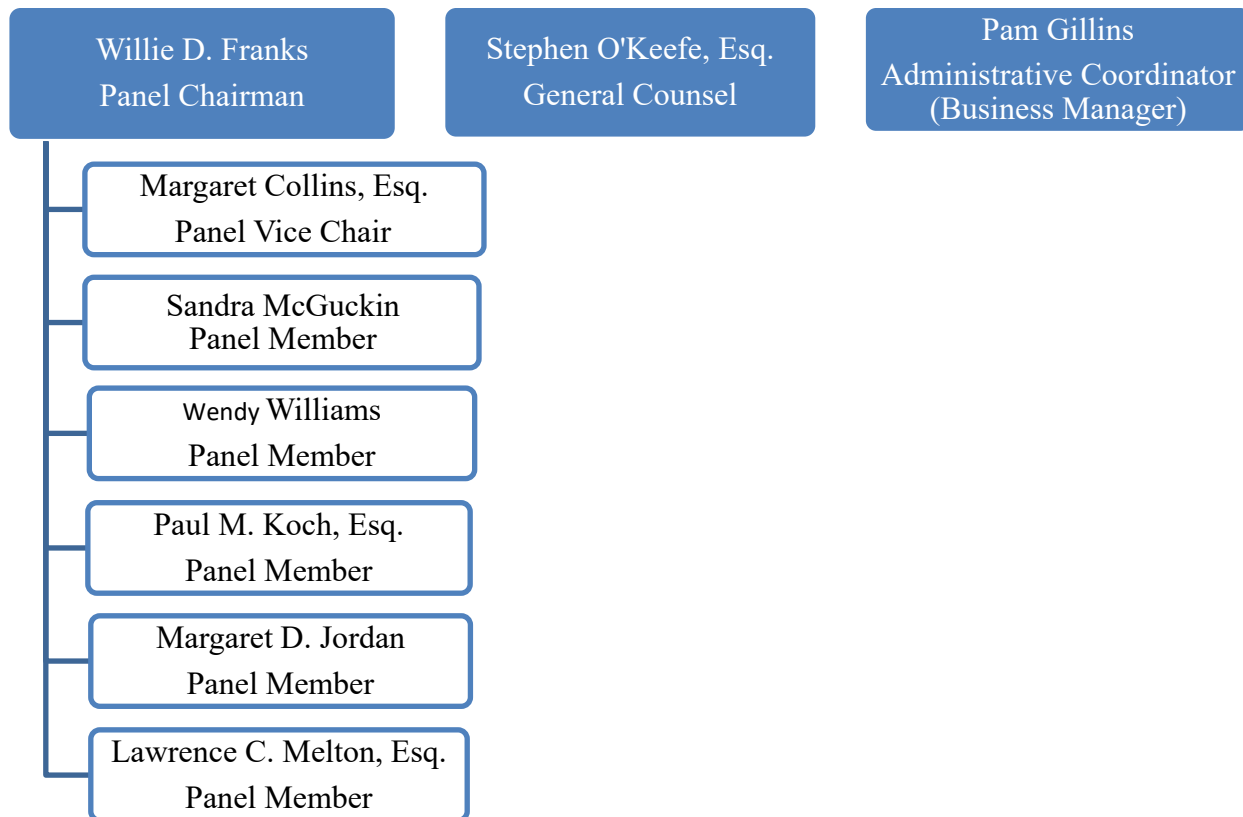 Willie D. Franks
Panel Chairman
Stephen O'Keefe, Esq.
General Counsel
Pam Gillins
Administrative Coordinator
(Business Manager)
Margaret Collins, Esq.
Panel Vice Chair
Sandra McGuckin
Panel Member
Wendy Williams
Panel Member
Paul M. Koch, Esq.
Panel Member
Margaret D. Jordan
Panel Member
Lawrence C. Melton, Esq.
Panel Member